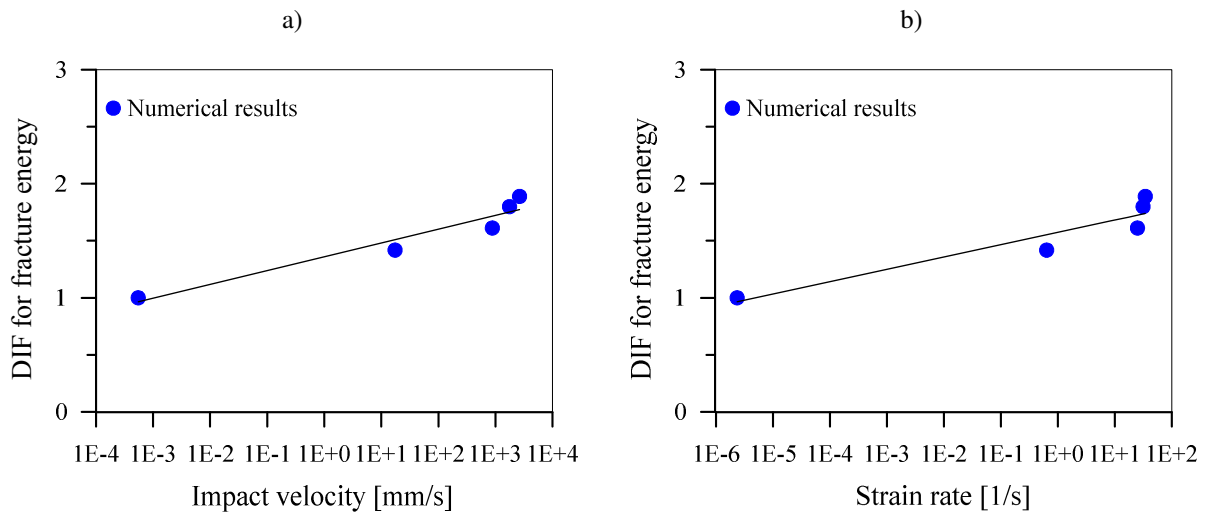 a)
3
2
1
0
DIF for fracture energy
Numerical results
1E-4 1E-3 1E-2 1E-1 1E+0 1E+1 1E+2 1E+3 1E+4
Impact velocity [mm/s]
b)
3
2
1
0
DIF for fracture energy
Numerical results
1E-6 1E-5 1E-4 1E-3 1E-2 1E-1 1E+0 1E+1 1E+2
Strain rate [1/s]